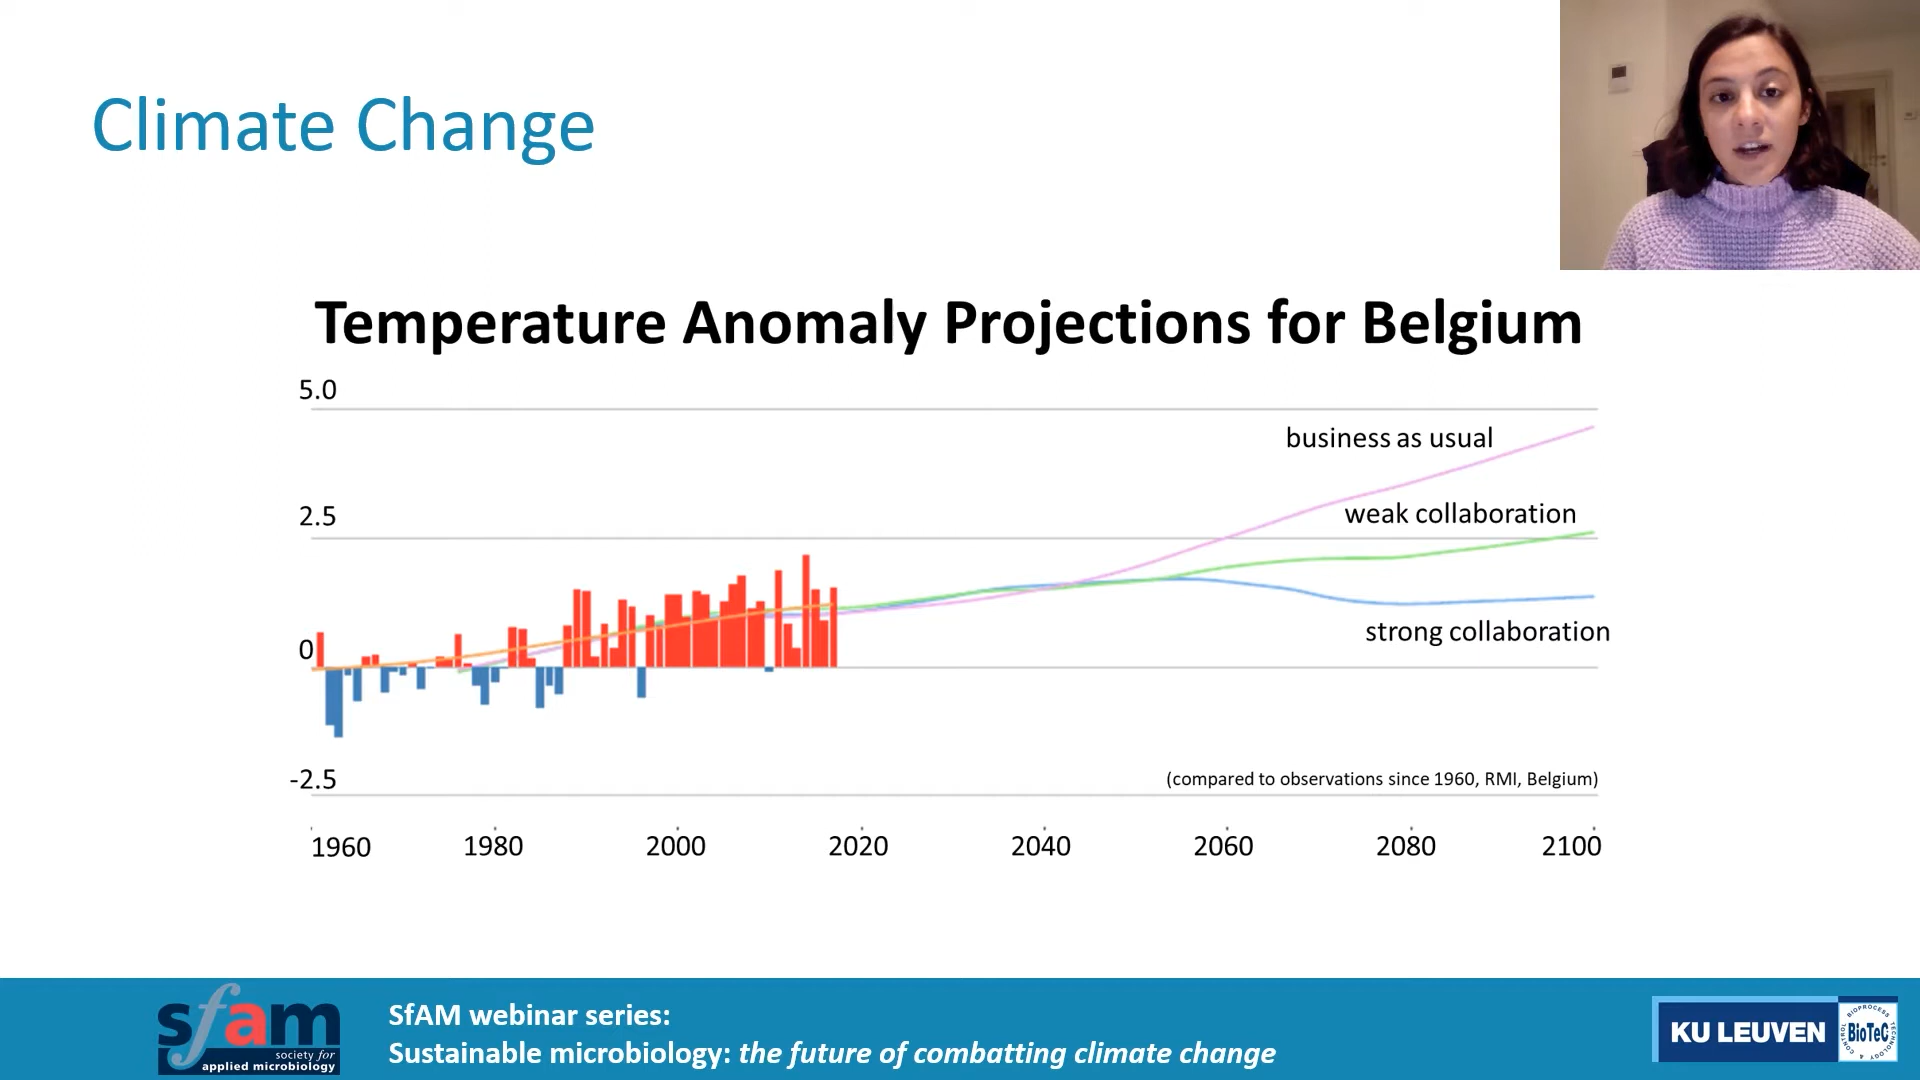 Climate Change
Temperature Anomaly Projections for Belgium
5.0
business as usual
2.5
weak collaboration
0
strong collaboration
-2.5
(compared to observations since 1960, RMI, Belgium)
1960 1980 2000 2020 2040 2060 2080 2100
sfam
society for
applied microbiology
SfAM webinar series:
Sustainable microbiology: the future of combatting climate change
KU LEUVEN
BioTeC
BIOPROCESS TECHNOLOGY & CONTROL